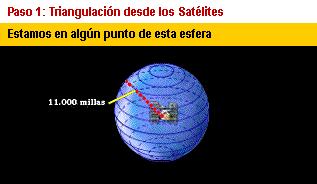 Paso 1: Triangulación desde los Satélites
Estamos en algún punto de esta esfera
11.000 millas